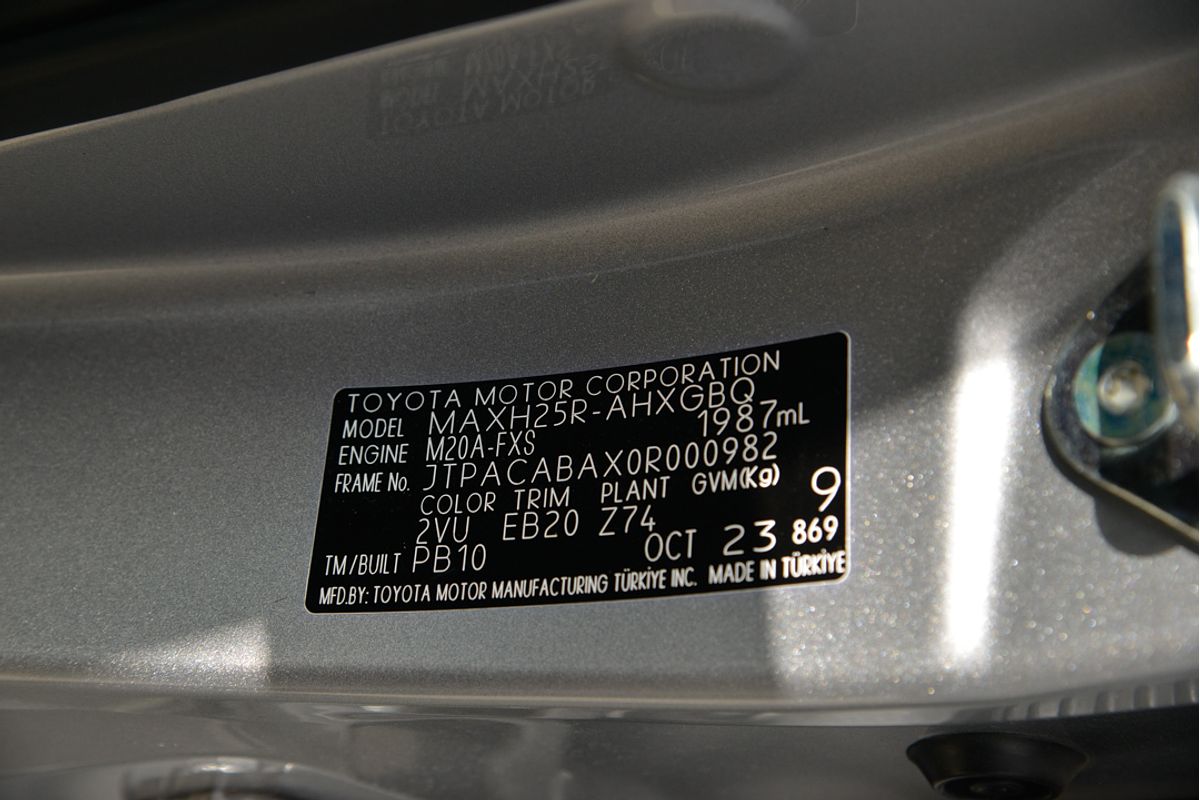 TOYOTA MOTOR CORPORATION
MODEL MAXH25R-AHXGBQ
ENGINE M20A-FXS 1987mL
FRAME No. JTPACABAX0R000982
COLOR TRIM PLANT GVM(Kg) 9
2VU EB20 Z74
TM/BUILT PB10 OCT 23 869
MFD.BY: TOYOTA MOTOR MANUFACTURING TÜRKİYE INC. MADE IN TÜRKİYE